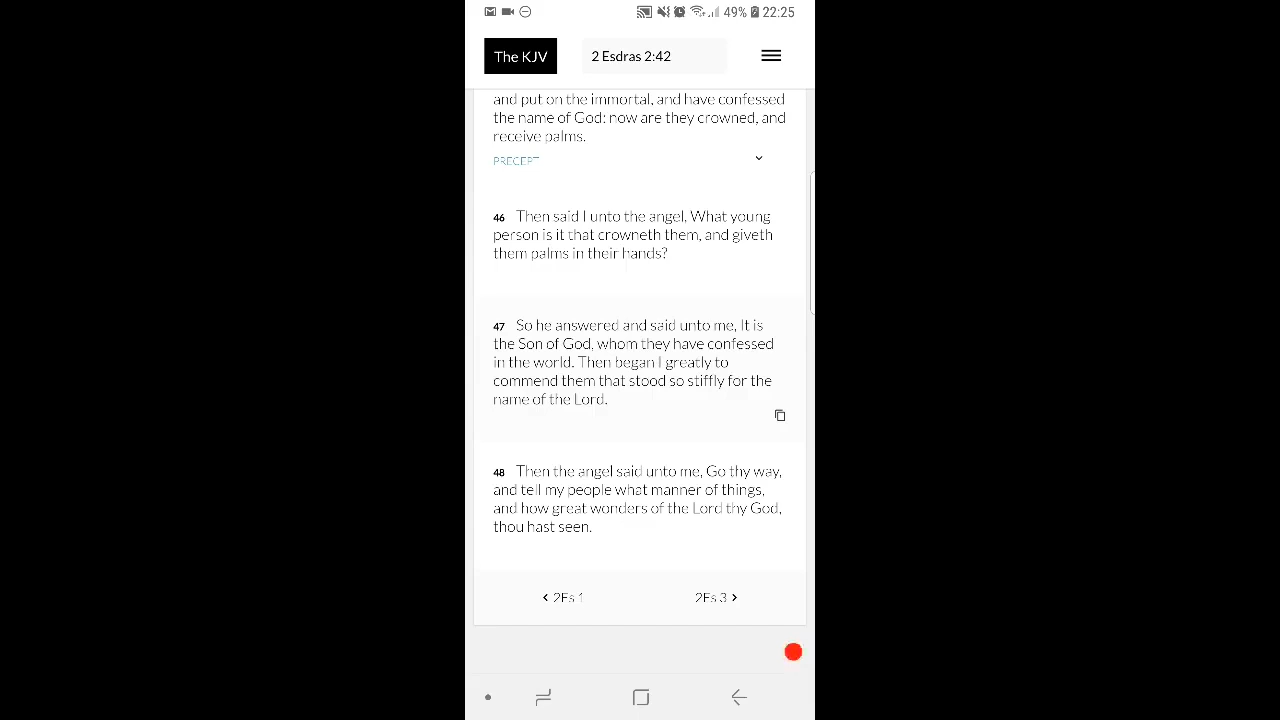 49% 22:25
The KJV
2 Esdras 2:42
and put on the immortal, and have confessed
the name of God: now are they crowned, and
receive palms.
PRECEPT
46 Then said I unto the angel, What young
person is it that crowneth them, and giveth
them palms in their hands?
47 So he answered and said unto me, It is
the Son of God, whom they have confessed
in the world. Then began I greatly to
commend them that stood so stiffly for the
name of the Lord.
48 Then the angel said unto me, Go thy way,
and tell my people what manner of things,
and how great wonders of the Lord thy God,
thou hast seen.
2Es 1
2Es 3